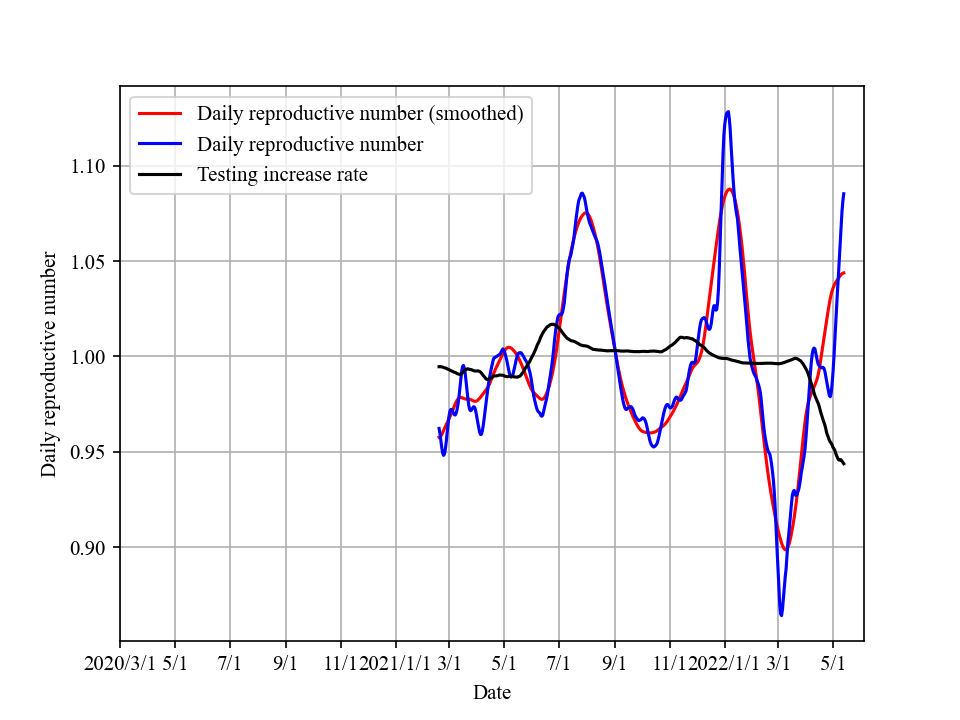 Daily reproductive number (smoothed)
Daily reproductive number
Testing increase rate
Daily reproductive number
1.10
1.05
1.00
0.95
0.90
2020/3/1 5/1 7/1 9/1 11/1 2021/1/1 3/1 5/1 7/1 9/1 11/1 2022/1/1 3/1 5/1
Date